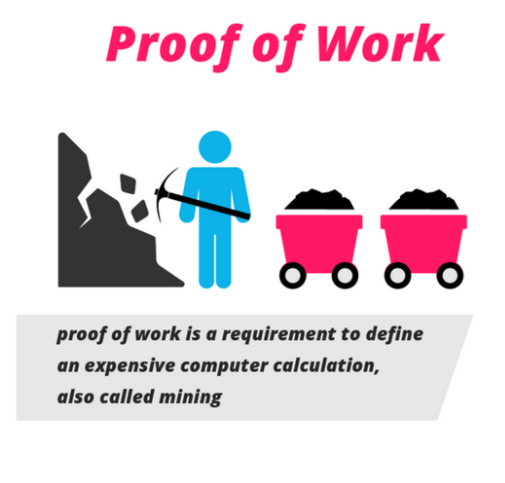 Proof of Work
proof of work is a requirement to define
an expensive computer calculation,
also called mining